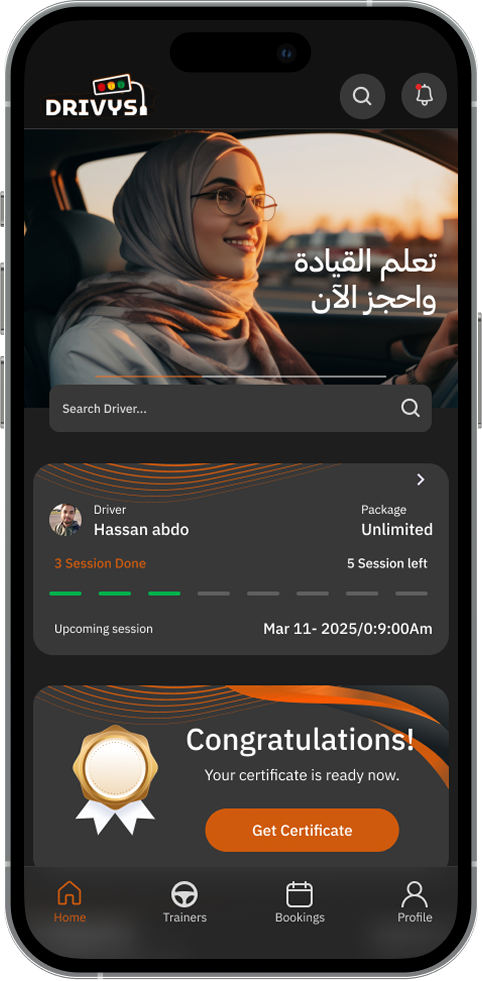 DRIVYS
تعلم القيادة
واحجز الآن
Search Driver...
Driver
Hassan abdo
Package
Unlimited
3 Session Done
5 Session left
Upcoming session
Mar 11- 2025/0:9:00Am
Congratulations!
Your certificate is ready now.
Get Certificate
Home
Trainers
Bookings
Profile